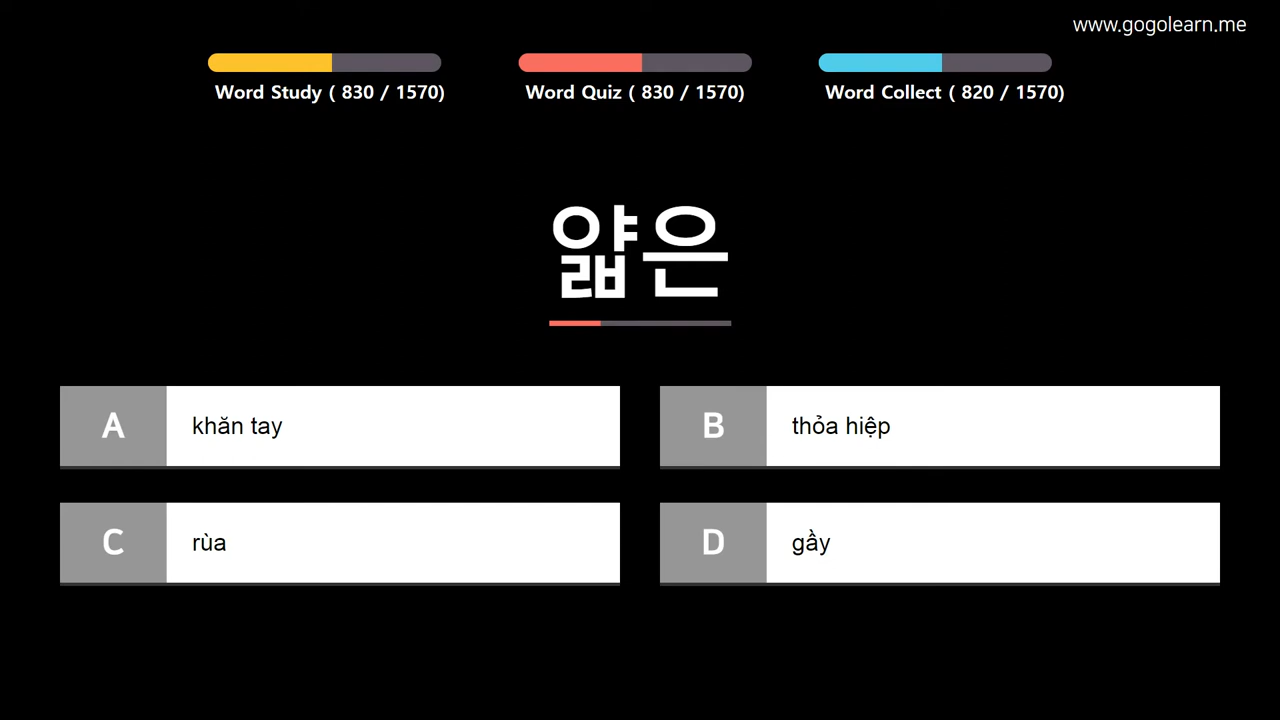 www.gogolearn.me
Word Study ( 830 / 1570)
Word Quiz ( 830 / 1570)
Word Collect ( 820 / 1570)
얇은
A
khăn tay
B
thỏa hiệp
C
rùa
D
gầy